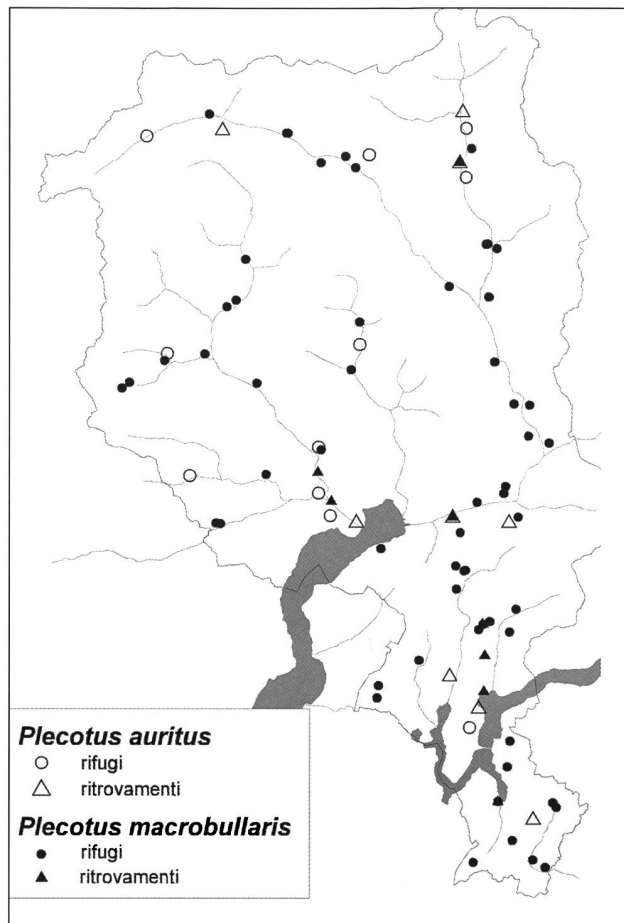 Plecotus auritus
rifugi
ritrovamenti
Plecotus macrobullaris
rifugi
ritrovamenti